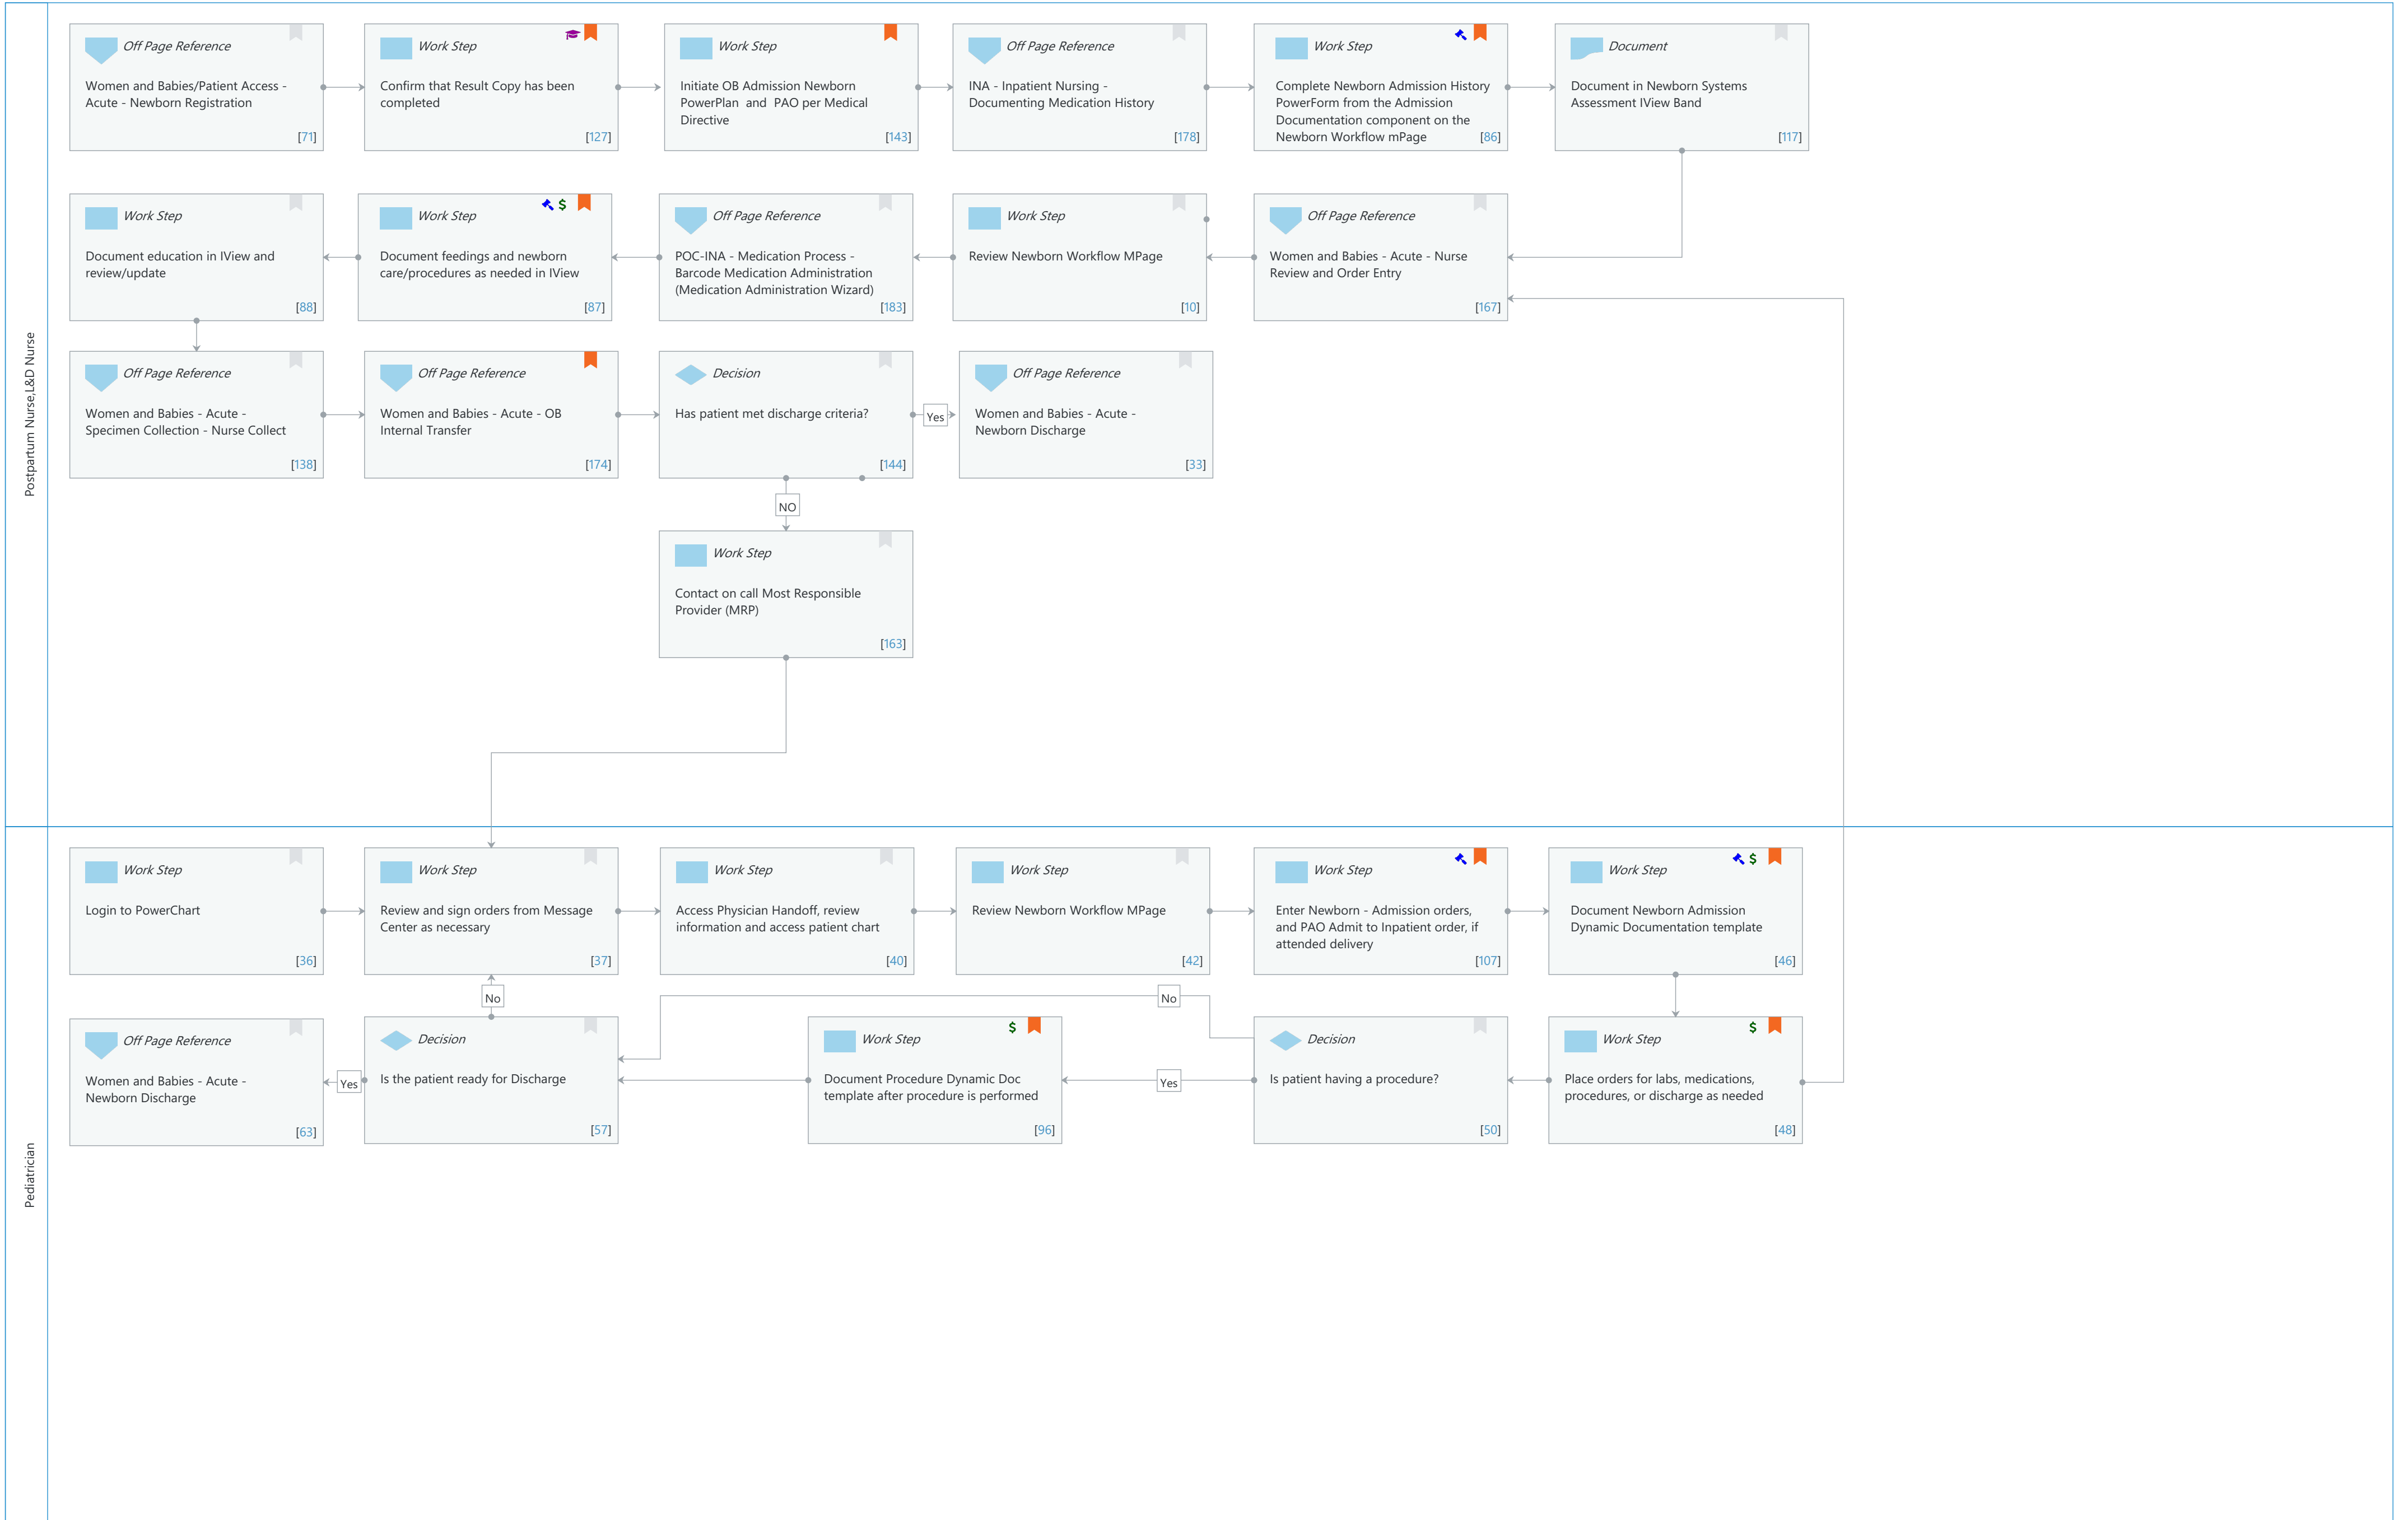 Postpartum Nurse,L&D Nurse
Off Page Reference
Women and Babies/Patient Access -
Acute - Newborn Registration
[71]
Work Step
Confirm that Result Copy has been
completed
[127]
Work Step
Initiate OB Admission Newborn
PowerPlan and PAO per Medical
Directive
[143]
Off Page Reference
INA - Inpatient Nursing -
Documenting Medication History
[178]
Work Step
Complete Newborn Admission History
PowerForm from the Admission
Documentation component on the
Newborn Workflow mPage
[86]
Document
Document in Newborn Systems
Assessment IView Band
[117]
Work Step
Document education in IView and
review/update
[88]
$
Work Step
Document feedings and newborn
care/procedures as needed in IView
[87]
Off Page Reference
POC-INA - Medication Process -
Barcode Medication Administration
(Medication Administration Wizard)
[183]
Work Step
Review Newborn Workflow MPage
[10]
Off Page Reference
Women and Babies - Acute - Nurse
Review and Order Entry
[167]
Off Page Reference
Women and Babies - Acute -
Specimen Collection - Nurse Collect
[138]
Off Page Reference
Women and Babies - Acute - OB
Internal Transfer
[174]
Decision
Has patient met discharge criteria?
[144]
Yes
Off Page Reference
Women and Babies - Acute -
Newborn Discharge
[33]
NO
Work Step
Contact on call Most Responsible
Provider (MRP)
[163]
Pediatrician
Work Step
Login to PowerChart
[36]
Work Step
Review and sign orders from Message
Center as necessary
[37]
Work Step
Access Physician Handoff, review
information and access patient chart
[40]
Work Step
Review Newborn Workflow MPage
[42]
Work Step
Enter Newborn - Admission orders,
and PAO Admit to Inpatient order, if
attended delivery
[107]
$
Work Step
Document Newborn Admission
Dynamic Documentation template
[46]
No
No
Off Page Reference
Women and Babies - Acute -
Newborn Discharge
[63]
Yes
Decision
Is the patient ready for Discharge
[57]
$
Work Step
Document Procedure Dynamic Doc
template after procedure is performed
[96]
Yes
Decision
Is patient having a procedure?
[50]
$
Work Step
Place orders for labs, medications,
procedures, or discharge as needed
[48]